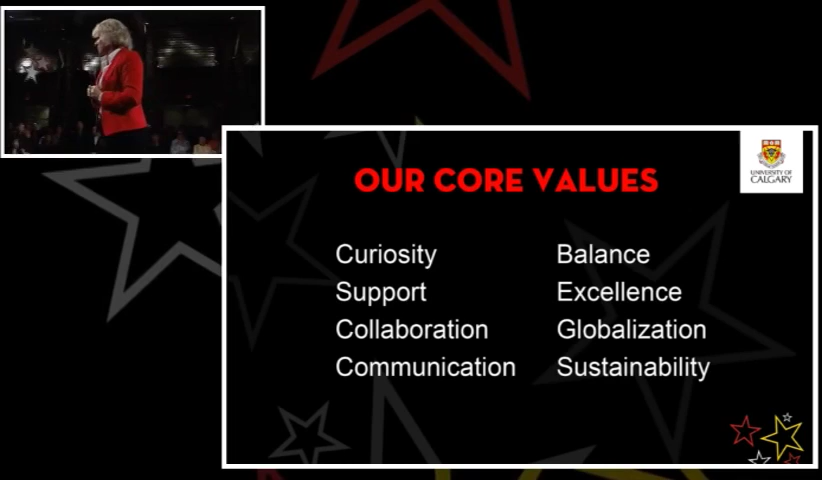 OUR CORE VALUES
UNIVERSITY OF
CALGARY
Curiosity
Support
Collaboration
Communication
Balance
Excellence
Globalization
Sustainability